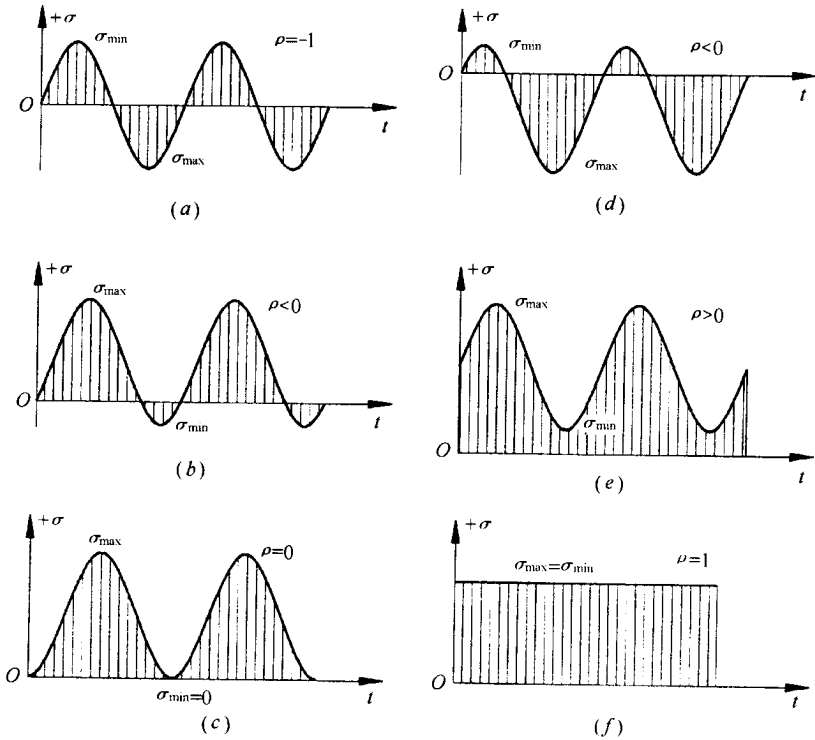 +σ
σmin
ρ=-1
O
t
σmax
(a)
+σ
σmin
ρ<0
O
t
σmax
(d)
+σ
σmax
ρ<0
O
t
σmin
(b)
+σ
σmax
ρ>0
σmin
O
t
(e)
+σ
σmax
ρ=0
O
t
σmin=0
(c)
+σ
σmax=σmin
ρ=1
O
t
(f)